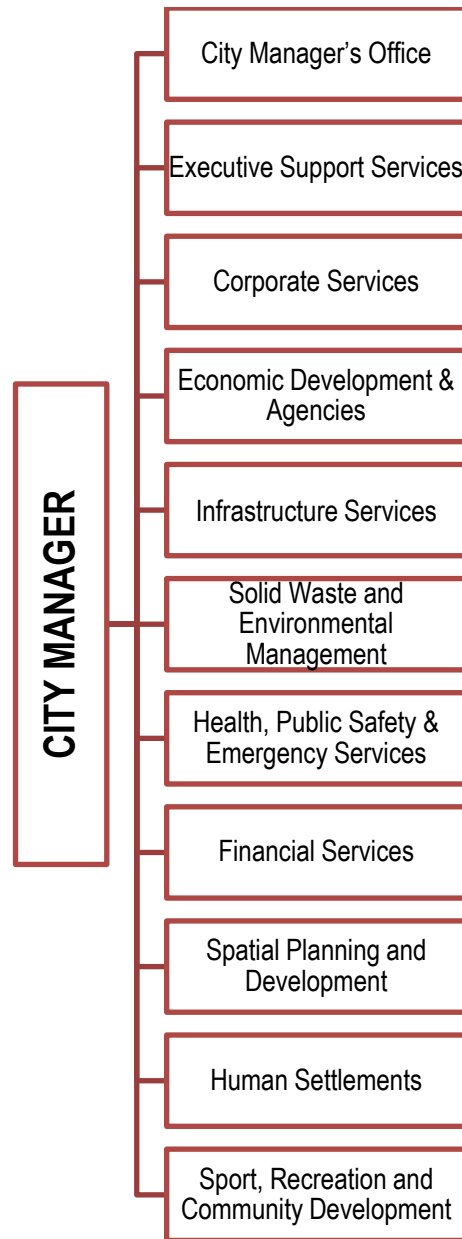 City Manager’s Office
Executive Support Services
Corporate Services
Economic Development &
Agencies
Infrastructure Services
Solid Waste and
Environmental
Management
Health, Public Safety &
Emergency Services
Financial Services
Spatial Planning and
Development
Human Settlements
Sport, Recreation and
Community Development
CITY MANAGER